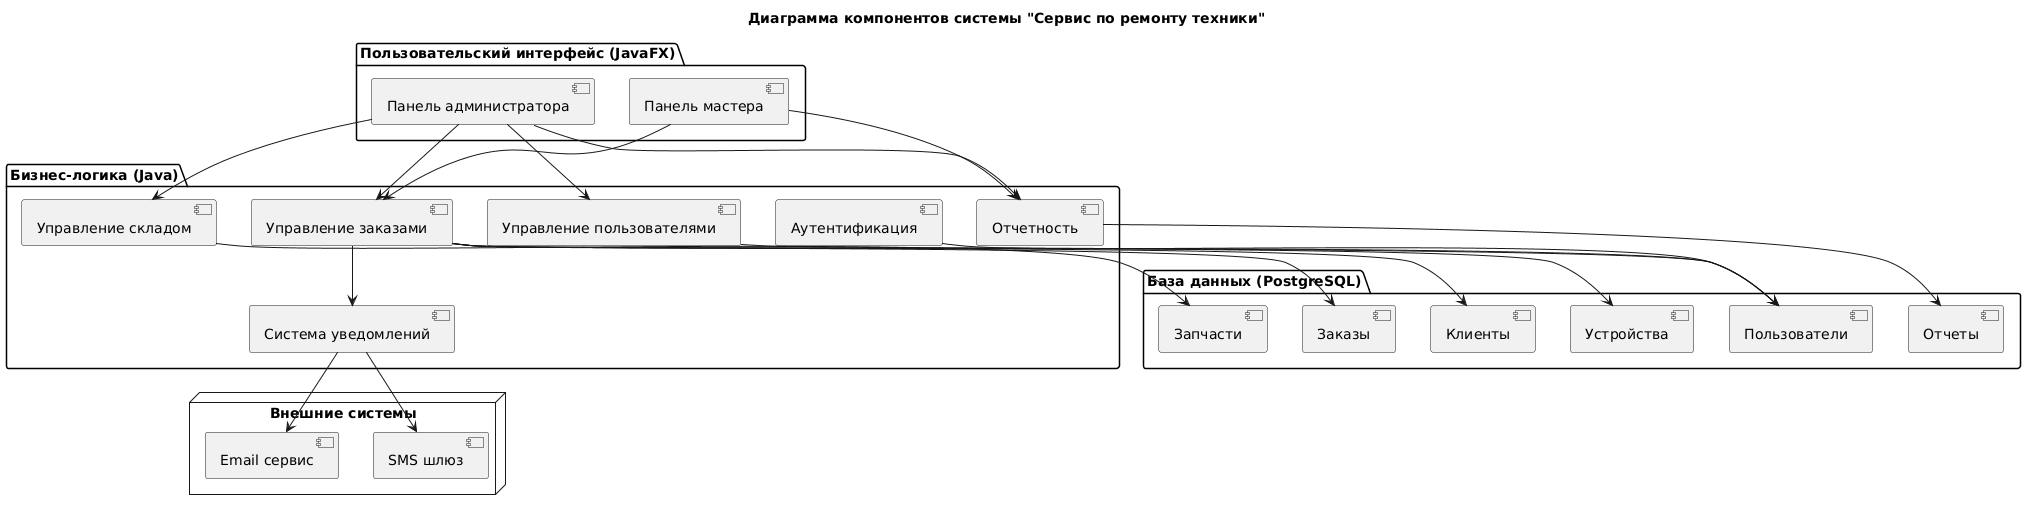 Диаграмма компонентов системы "Сервис по ремонту техники"
Пользовательский интерфейс (JavaFX)
Панель администратора
Панель мастера
Бизнес-логика (Java)
Управление складом
Управление заказами
Управление пользователями
Аутентификация
Отчетность
Система уведомлений
База данных (PostgreSQL)
Запчасти
Заказы
Клиенты
Устройства
Пользователи
Отчеты
Внешние системы
Email сервис
SMS шлюз